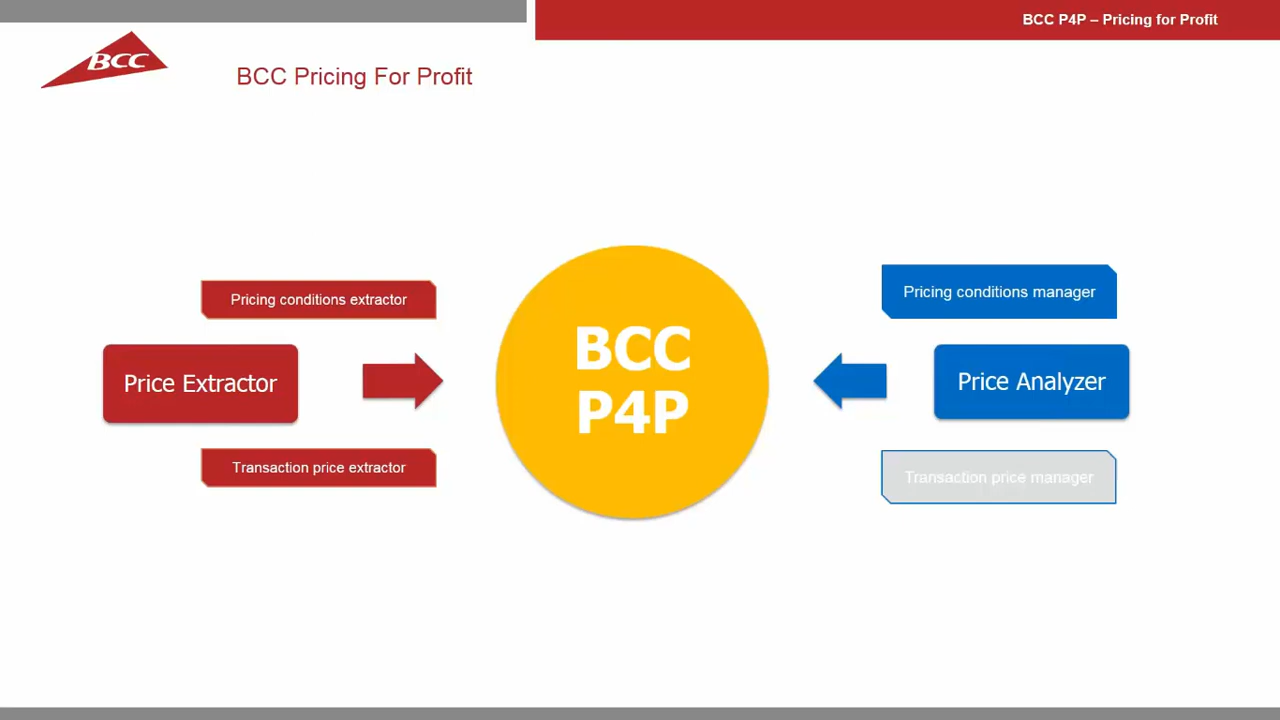 BCC P4P – Pricing for Profit
BCC
BCC Pricing For Profit
Pricing conditions extractor
Price Extractor
Transaction price extractor
BCC
P4P
Pricing conditions manager
Price Analyzer
Transaction price manager